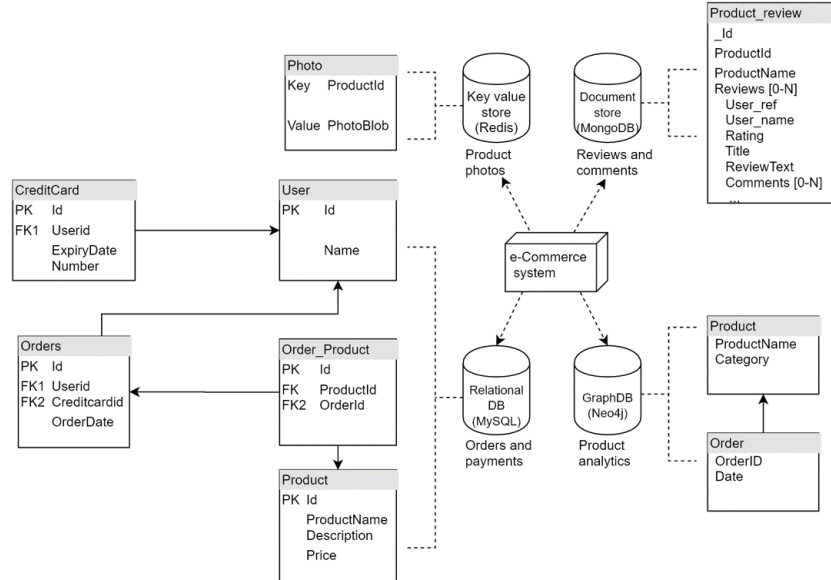 Product_review
_Id
ProductId
ProductName
Reviews [0-N]
User_ref
User_name
Rating
Title
ReviewText
Comments [0-N]
...
Photo
Key ProductId
Value PhotoBlob
Key value
store
(Redis)
Product
photos
Document
store
(MongoDB)
Reviews and
comments
CreditCard
PK Id
FK1 Userid
ExpiryDate
Number
User
PK Id
Name
e-Commerce
system
Orders
PK Id
FK1 Userid
FK2 Creditcardid
OrderDate
Order_Product
PK Id
FK ProductId
FK2 OrderId
Relational
DB
(MySQL)
Orders and
payments
GraphDB
(Neo4j)
Product
analytics
Product
ProductName
Category
Order
OrderID
Date
Product
PK Id
ProductName
Description
Price